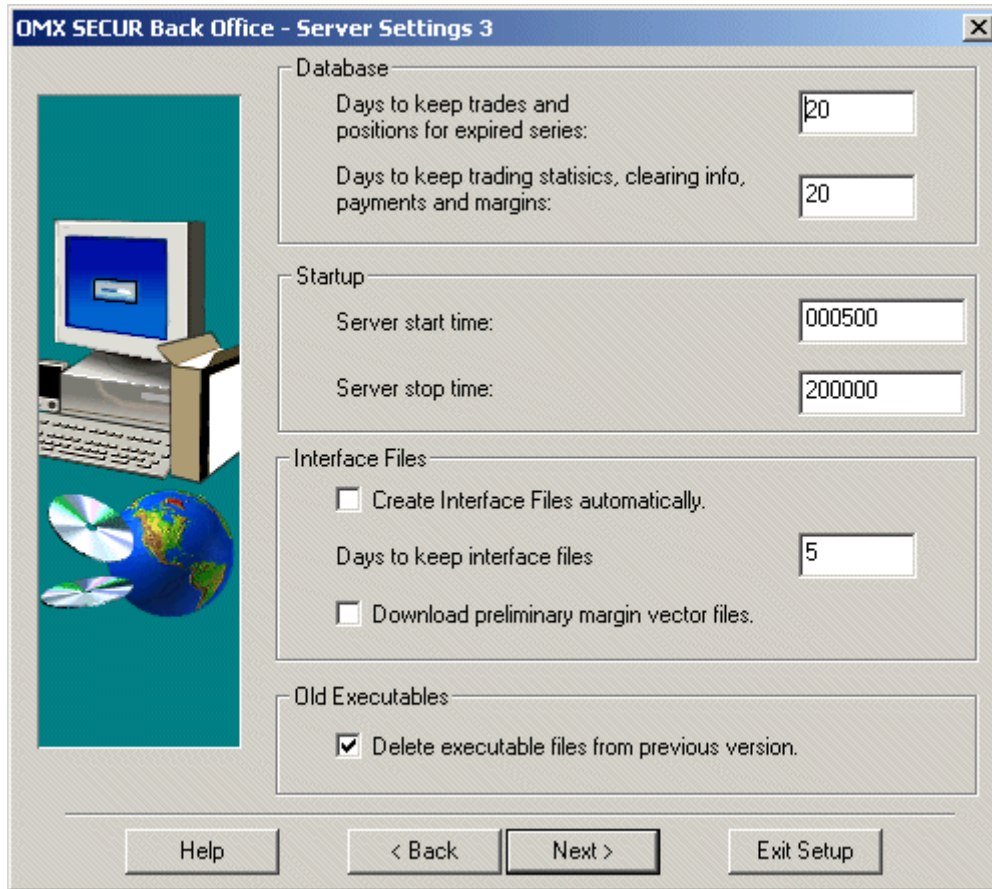 OMX SECUR Back Office - Server Settings 3
Database
Days to keep trades and
positions for expired series:
20
Days to keep trading statisics, clearing info,
payments and margins:
20
Startup
Server start time:
000500
Server stop time:
200000
Interface Files
Create Interface Files automatically.
Days to keep interface files
5
Download preliminary margin vector files.
Old Executables
Delete executable files from previous version.
Help
< Back
Next >
Exit Setup